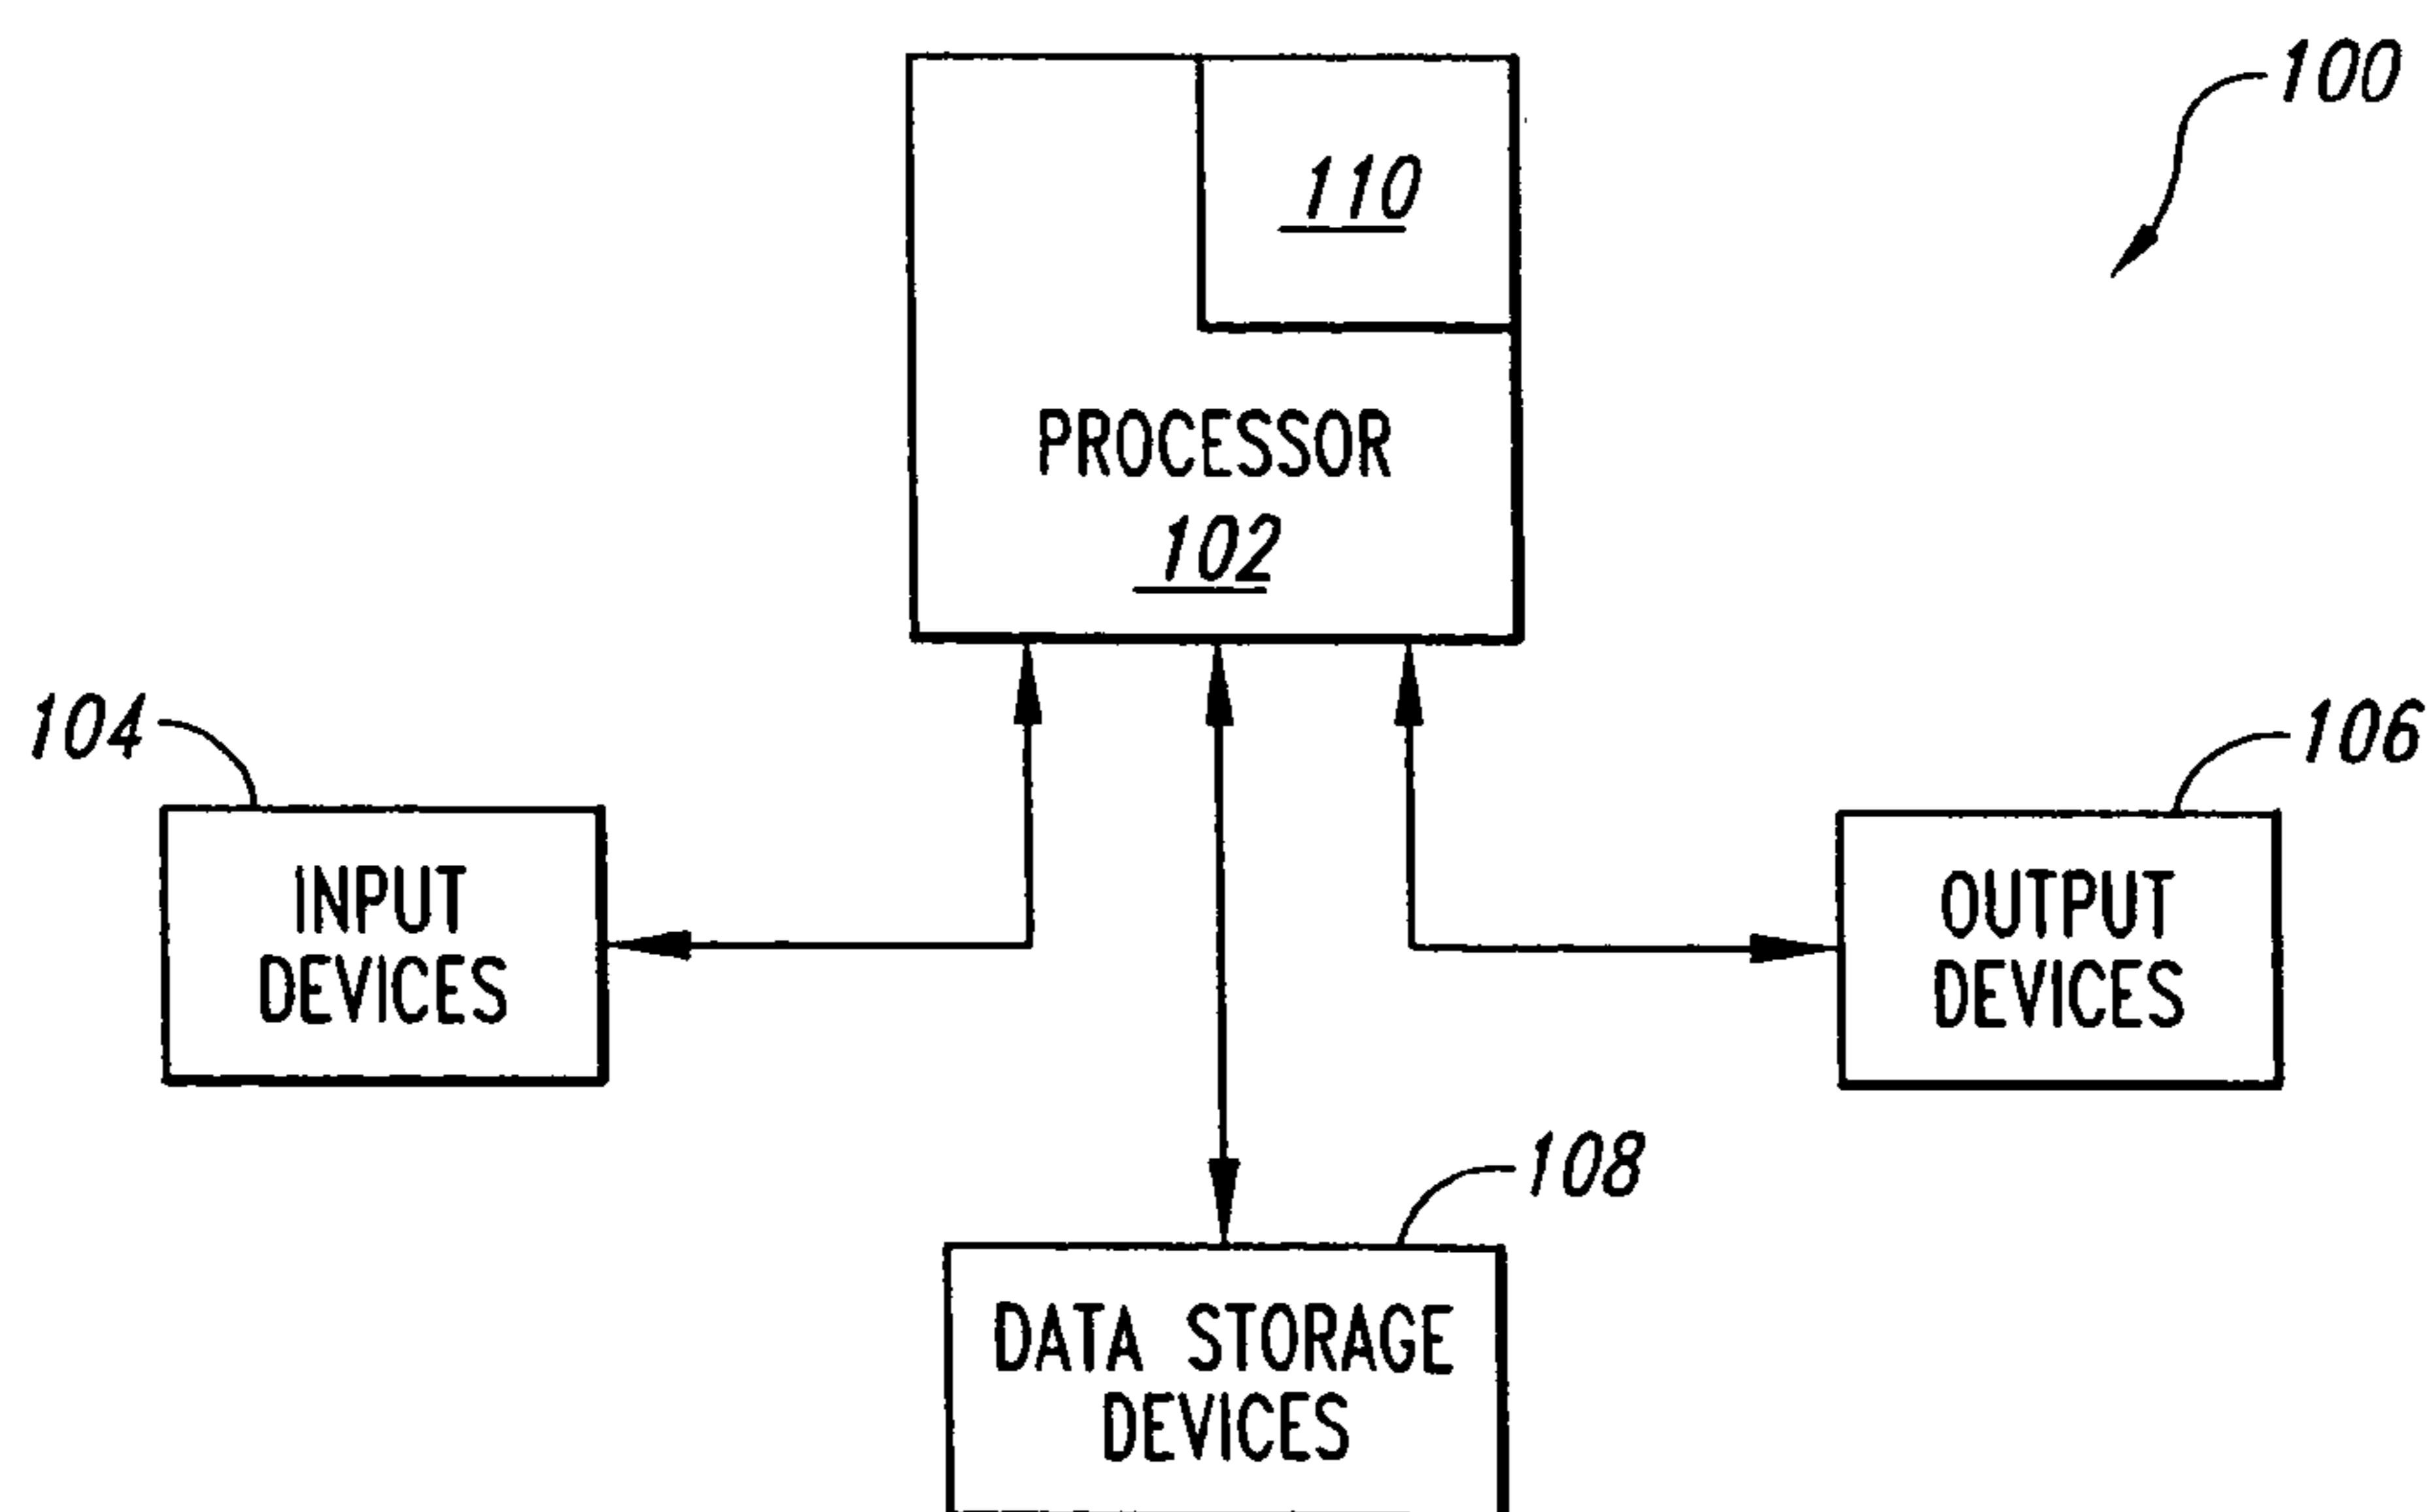 100
110
PROCESSOR
102
104
106
INPUT
DEVICES
OUTPUT
DEVICES
108
DATA STORAGE
DEVICES